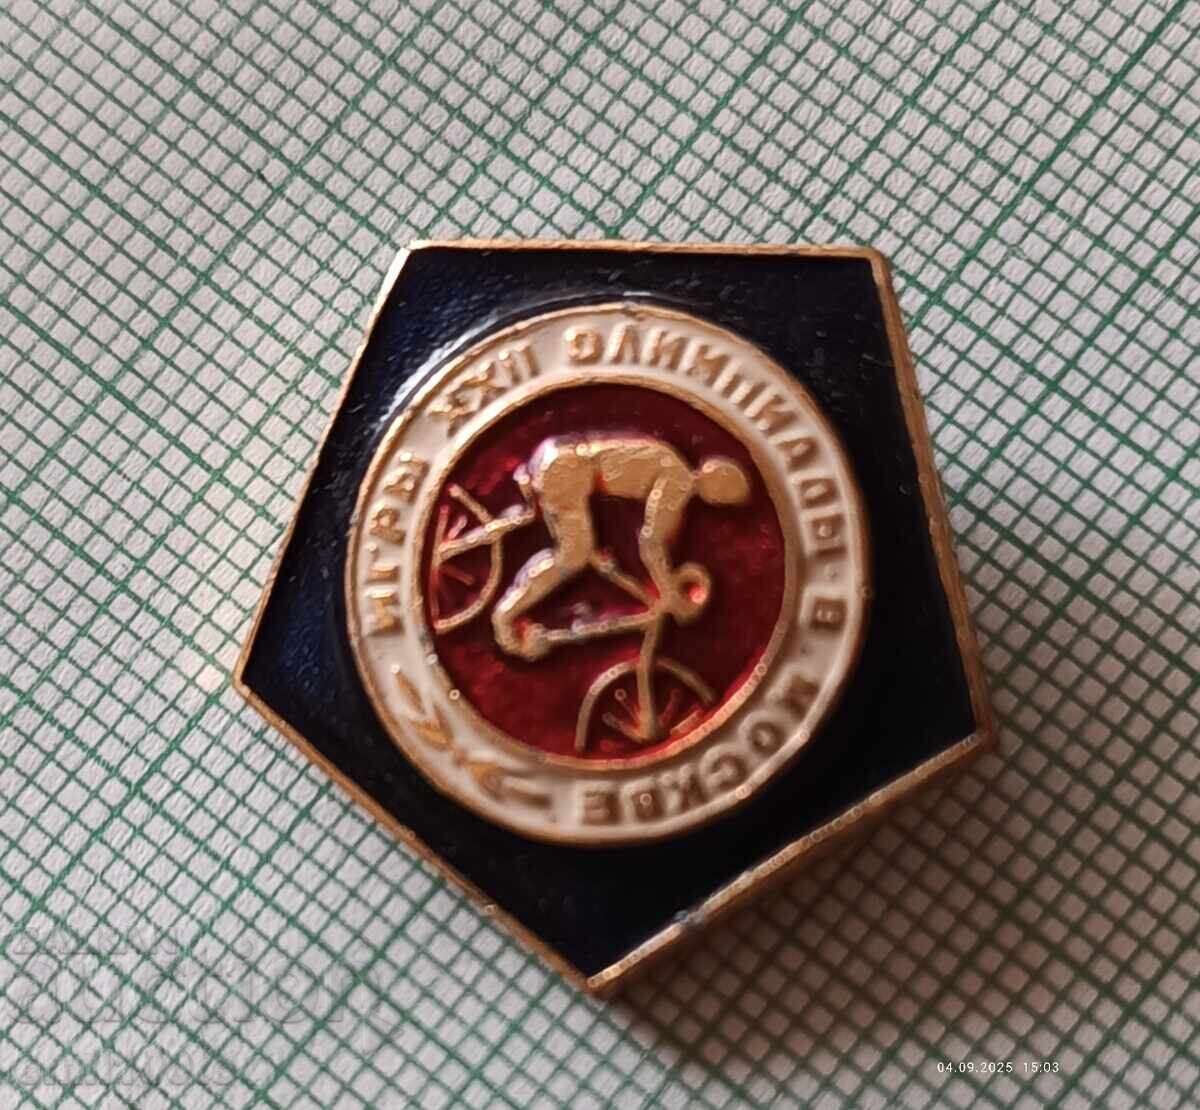 ИГРЫ XXII ОЛИМПИАДЫ · В · МОСКВЕ
04.09.2025 15:03